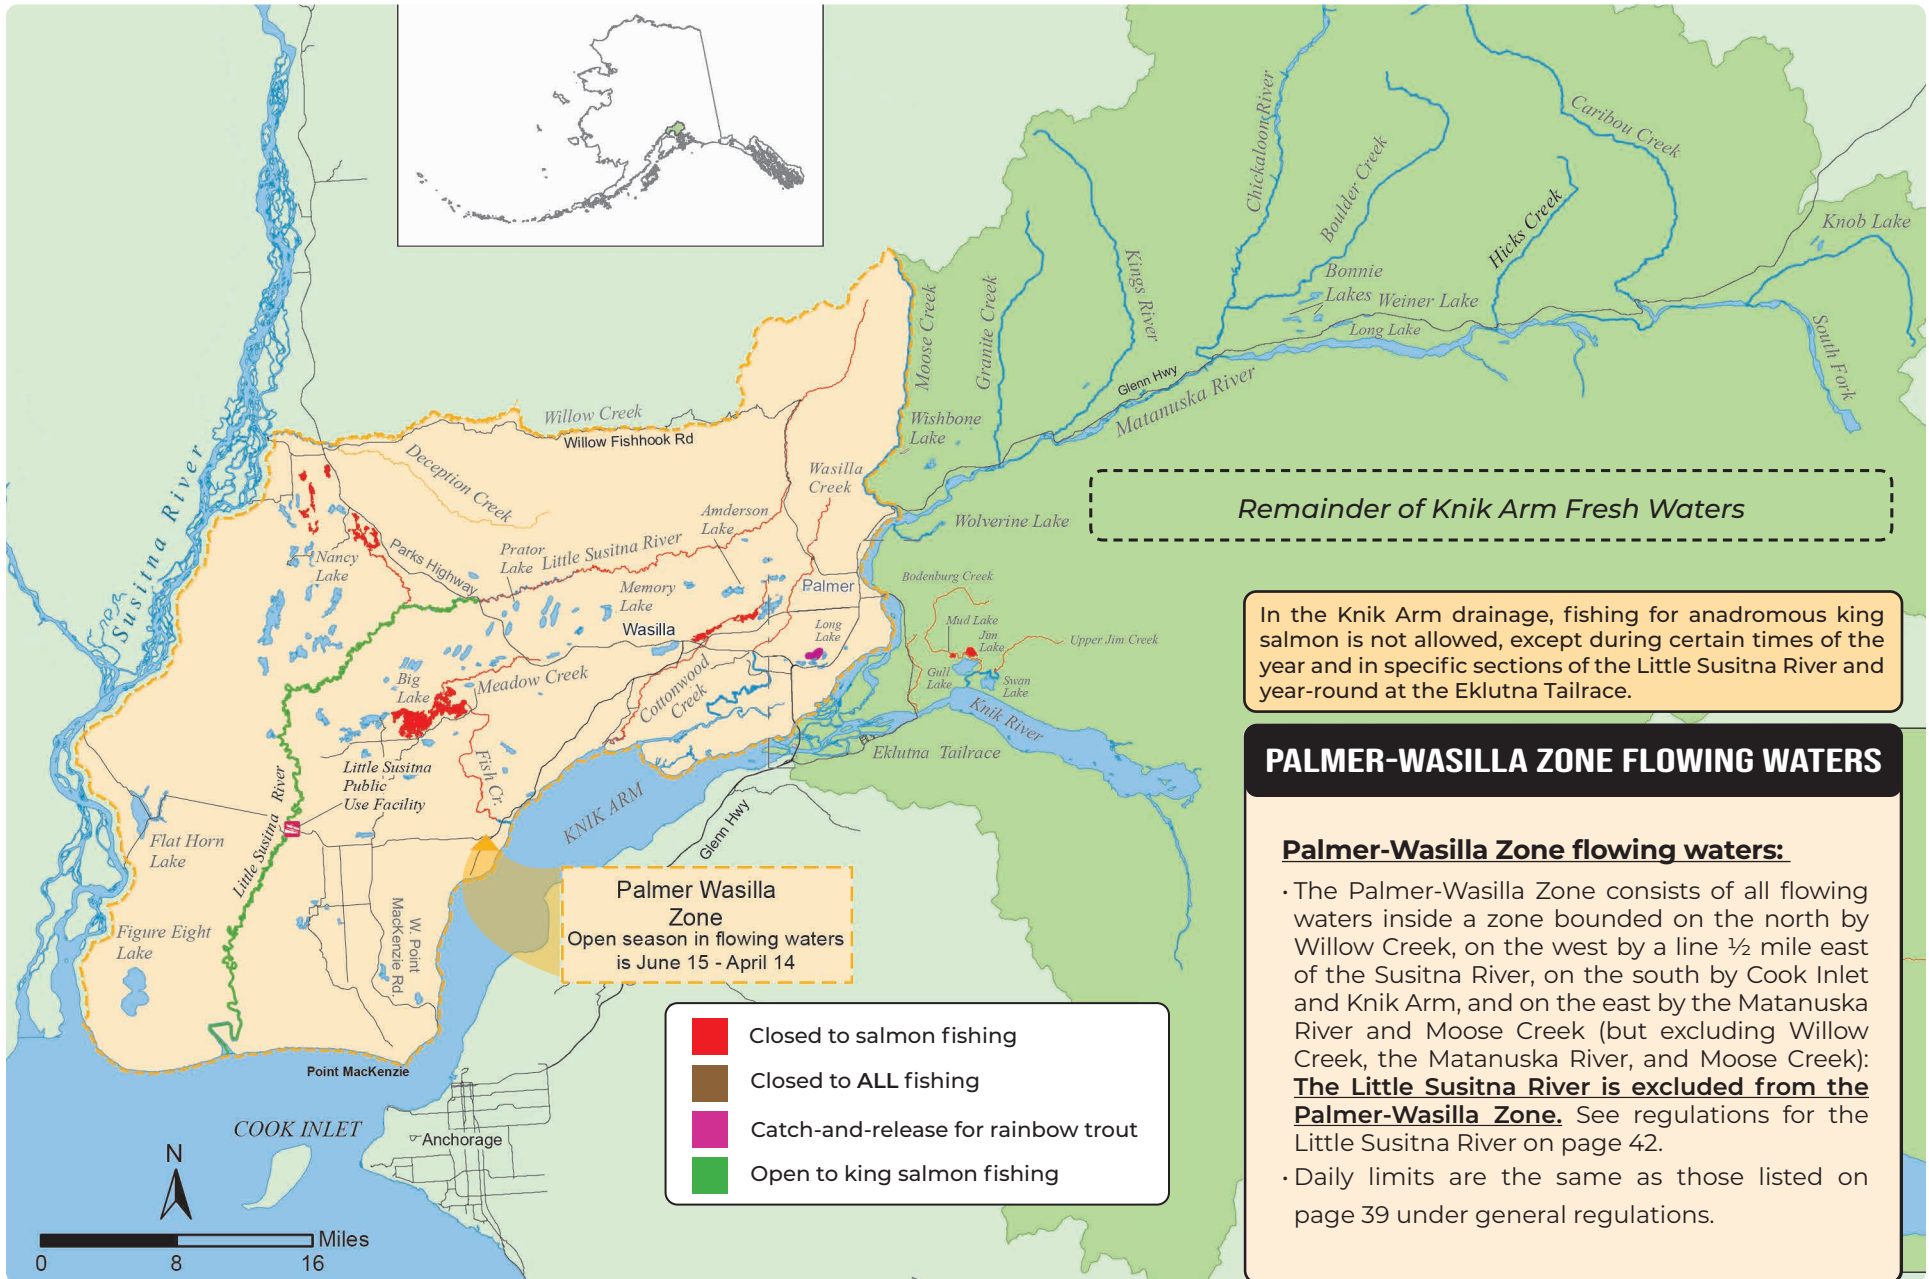 Chickaloon River
Boulder Creek
Caribou Creek
Hicks Creek
Knob Lake
Kings River
Granite Creek
Moose Creek
Bonnie
Lakes
Weiner Lake
Long Lake
South Fork
Glenn Hwy
Matanuska River
Wishbone
Lake
Willow Creek
Willow Fishhook Rd
Deception Creek
Wasilla
Creek
Amderson
Lake
Susitna River
Nancy
Lake
Parks Highway
Prator
Lake
Little Susitna River
Memory
Lake
Palmer
Wasilla
Long
Lake
Wolverine Lake
Remainder of Knik Arm Fresh Waters
Bodenburg Creek
Mud Lake
Jim
Lake
Upper Jim Creek
Gull
Lake
Swan
Lake
Knik River
Eklutna Tailrace
Big
Lake
Meadow Creek
Cottonwood
Creek
Fish Cr.
Little Susitna
Public
Use Facility
Little Susitna River
KNIK ARM
Glenn Hwy
Flat Horn
Lake
Figure Eight
Lake
W. Point
MacKenzie Rd.
Palmer Wasilla
Zone
Open season in flowing waters
is June 15 - April 14
Point MacKenzie
COOK INLET
Anchorage
N
Miles
0 8 16
Closed to salmon fishing
Closed to ALL fishing
Catch-and-release for rainbow trout
Open to king salmon fishing
In the Knik Arm drainage, fishing for anadromous king
salmon is not allowed, except during certain times of the
year and in specific sections of the Little Susitna River and
year-round at the Eklutna Tailrace.
PALMER-WASILLA ZONE FLOWING WATERS
Palmer-Wasilla Zone flowing waters:
· The Palmer-Wasilla Zone consists of all flowing
waters inside a zone bounded on the north by
Willow Creek, on the west by a line ½ mile east
of the Susitna River, on the south by Cook Inlet
and Knik Arm, and on the east by the Matanuska
River and Moose Creek (but excluding Willow
Creek, the Matanuska River, and Moose Creek):
The Little Susitna River is excluded from the
Palmer-Wasilla Zone. See regulations for the
Little Susitna River on page 42.
· Daily limits are the same as those listed on
page 39 under general regulations.